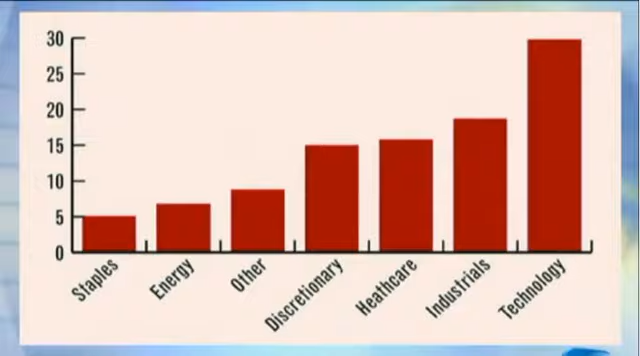 30
25
20
15
10
5
0
Staples
Energy
Other
Discretionary
Heathcare
Industrials
Technology